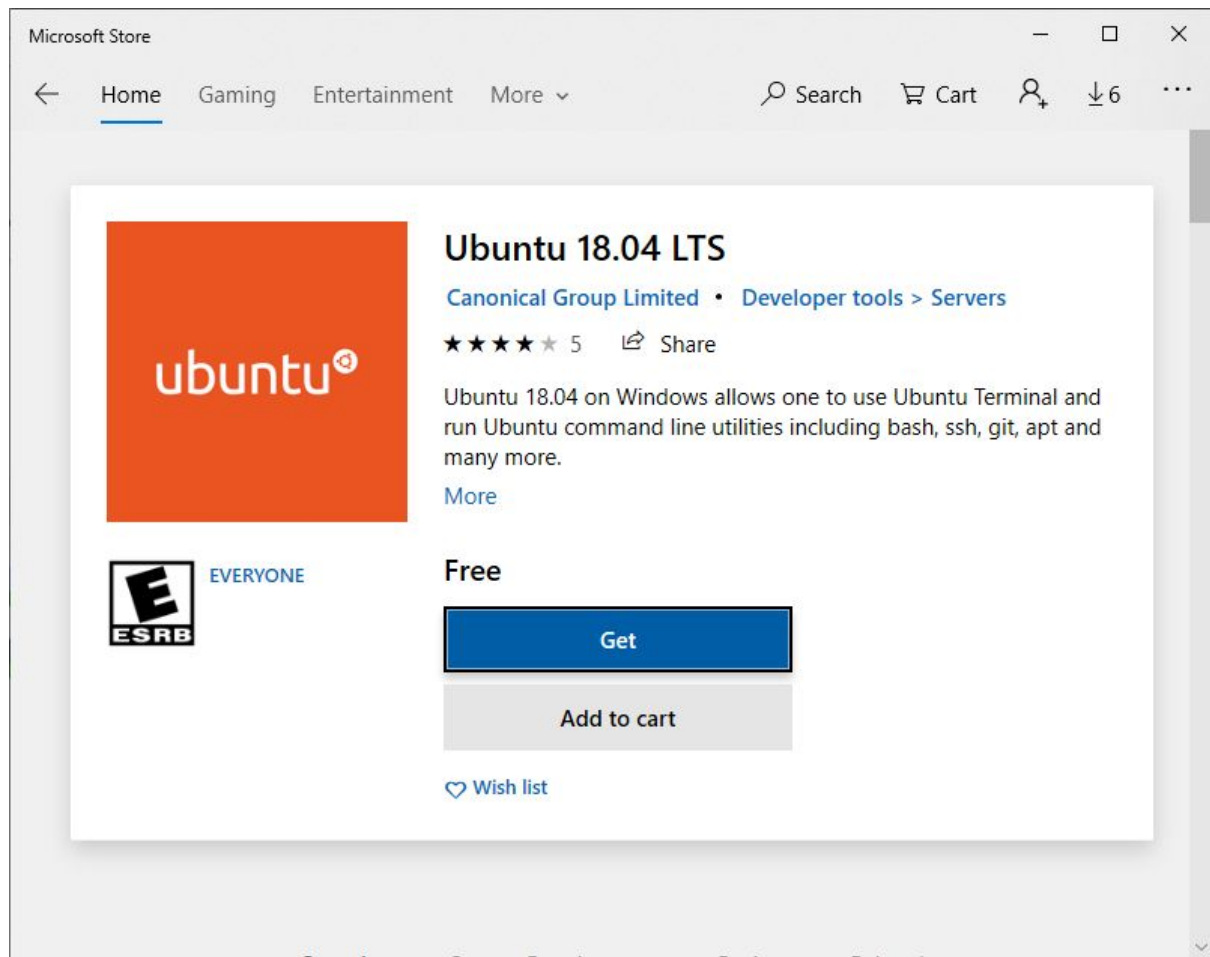 Microsoft Store
Home Gaming Entertainment More Search Cart 6 ...
Ubuntu 18.04 LTS
Canonical Group Limited • Developer tools > Servers
★★★★★ 5 Share
ubuntu
Ubuntu 18.04 on Windows allows one to use Ubuntu Terminal and
run Ubuntu command line utilities including bash, ssh, git, apt and
many more.
More
E
ESRB
EVERYONE
Free
Get
Add to cart
Wish list